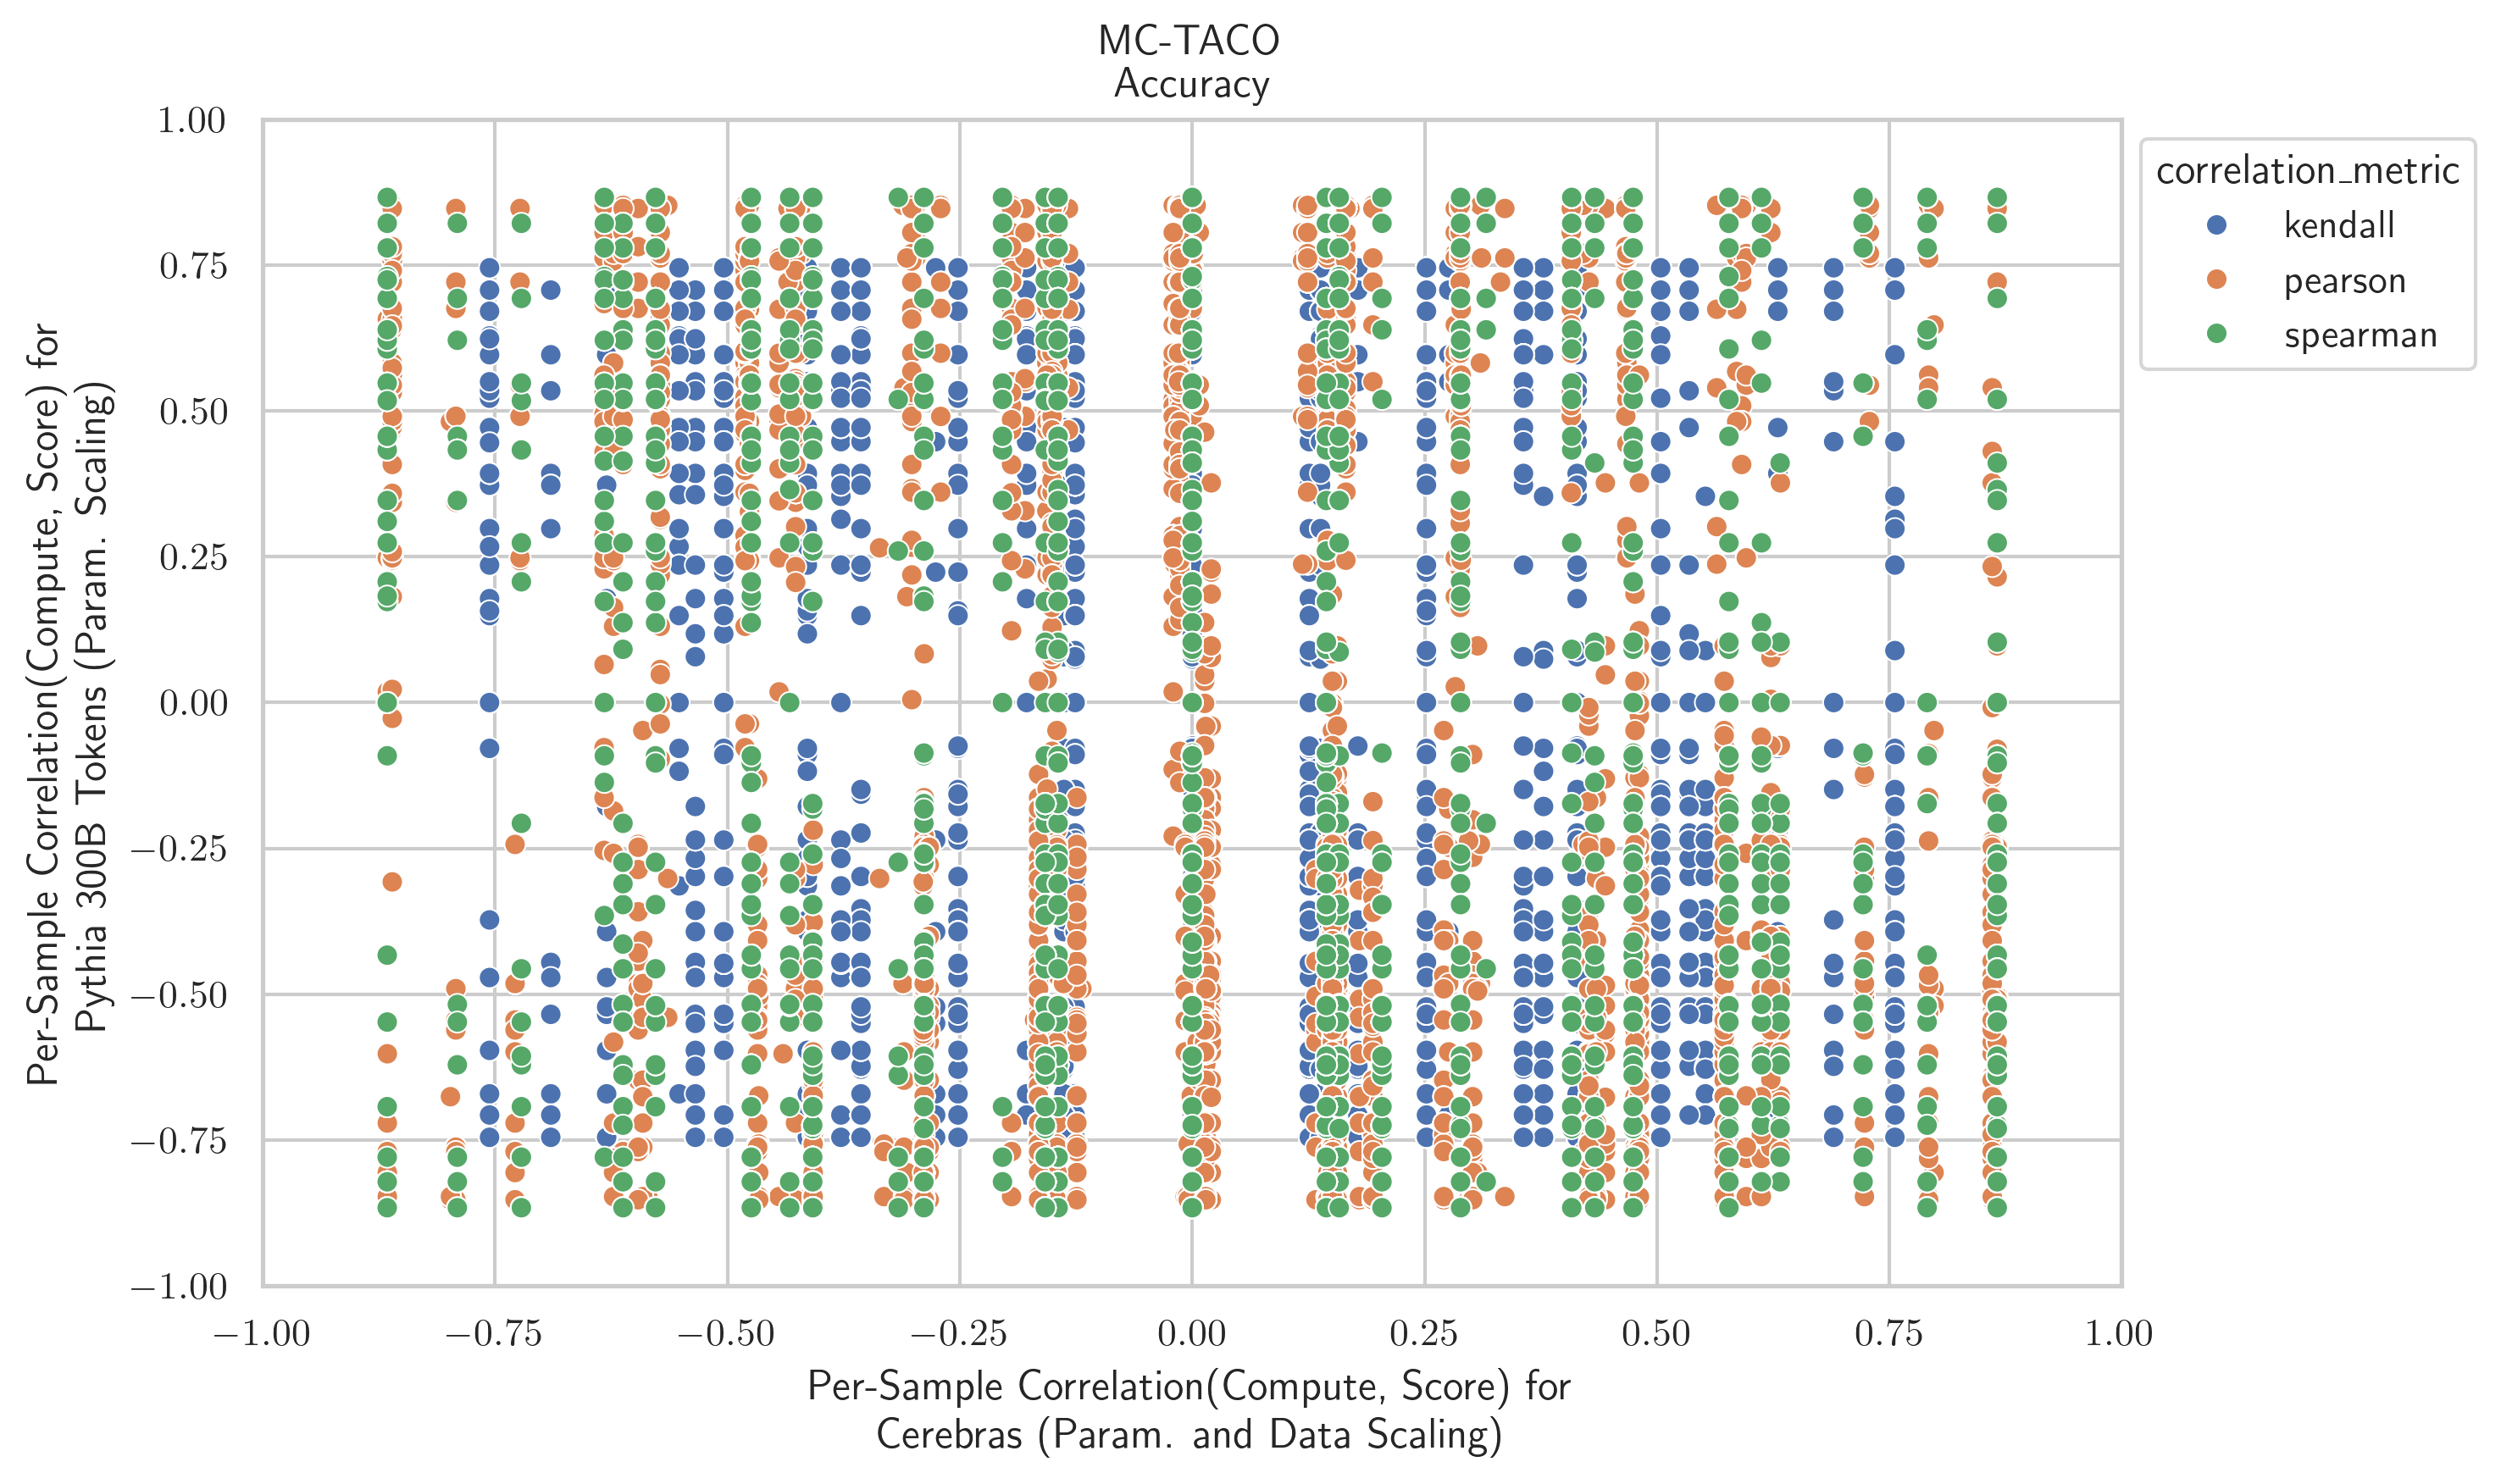 MC-TACO
Accuracy
Per-Sample Correlation(Compute, Score) for
Pythia 300B Tokens (Param. Scaling)
1.00
0.75
0.50
0.25
0.00
−0.25
−0.50
−0.75
−1.00
−1.00 −0.75 −0.50 −0.25 0.00 0.25 0.50 0.75 1.00
Per-Sample Correlation(Compute, Score) for
Cerebras (Param. and Data Scaling)
correlation_metric
kendall
pearson
spearman